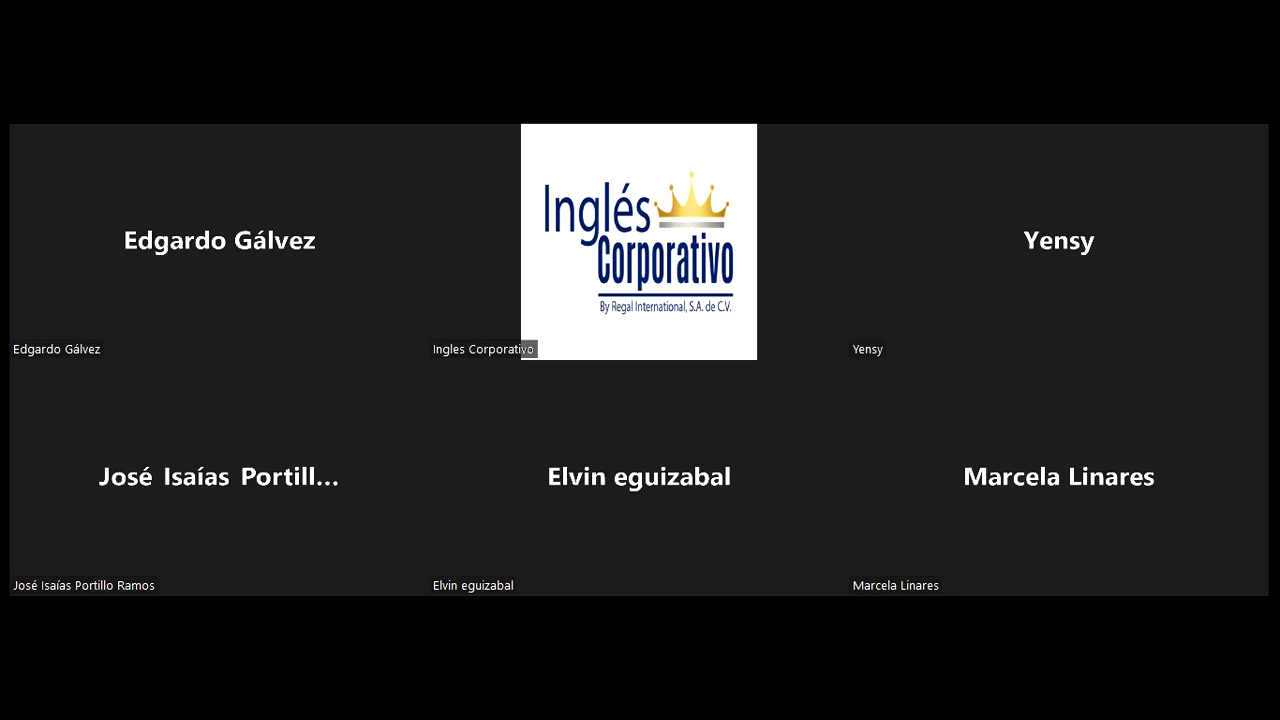 Edgardo Gálvez
Inglés
Corporativo
By Regal International, S.A. de C.V.
Yensy
Edgardo Gálvez
Ingles Corporativo
Yensy
José Isaías Portill...
Elvin eguizabal
Marcela Linares
José Isaías Portillo Ramos
Elvin eguizabal
Marcela Linares